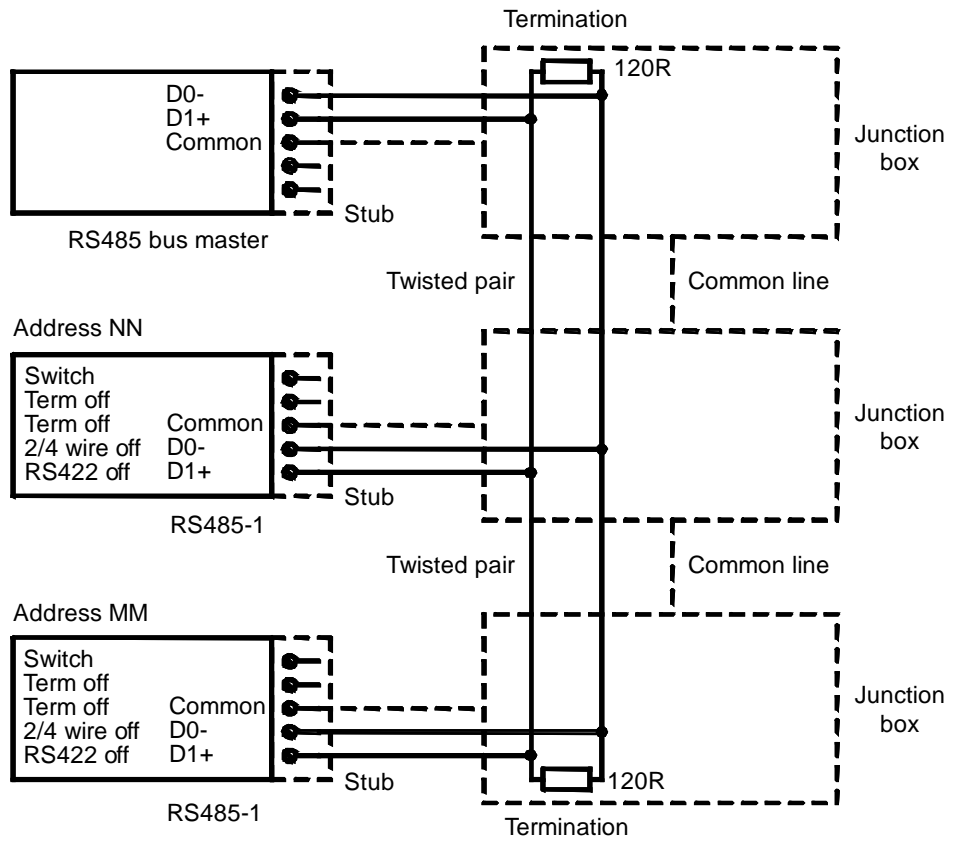 Termination
120R
D0-
D1+
Common
Junction
box
Stub
RS485 bus master
Twisted pair
Common line
Address NN
Switch
Term off
Term off Common
2/4 wire off D0-
RS422 off D1+
Junction
box
Stub
RS485-1
Twisted pair
Common line
Address MM
Switch
Term off
Term off Common
2/4 wire off D0-
RS422 off D1+
Junction
box
Stub
120R
RS485-1
Termination